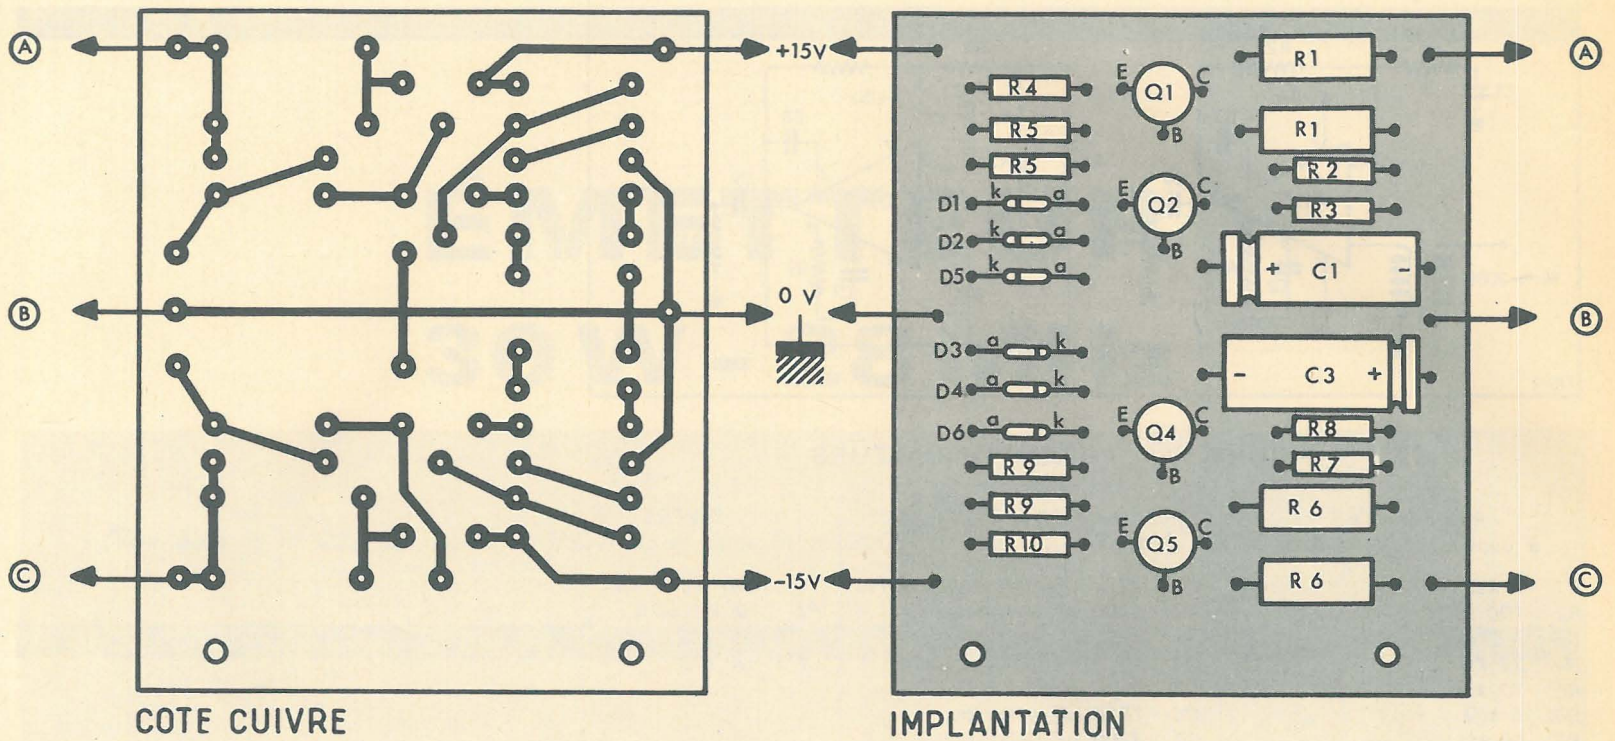 A
B
C
+15V
0 V
-15V
COTE CUIVRE
R4
R5
R5
D1 k a
D2 k a
D5 k a
D3 a k
D4 a k
D6 a k
R9
R9
R10
E Q1 C
B
E Q2 C
B
E Q4 C
B
E Q5 C
B
R1
R1
R2
R3
+ C1 -
- C3 +
R8
R7
R6
R6
A
B
C
IMPLANTATION